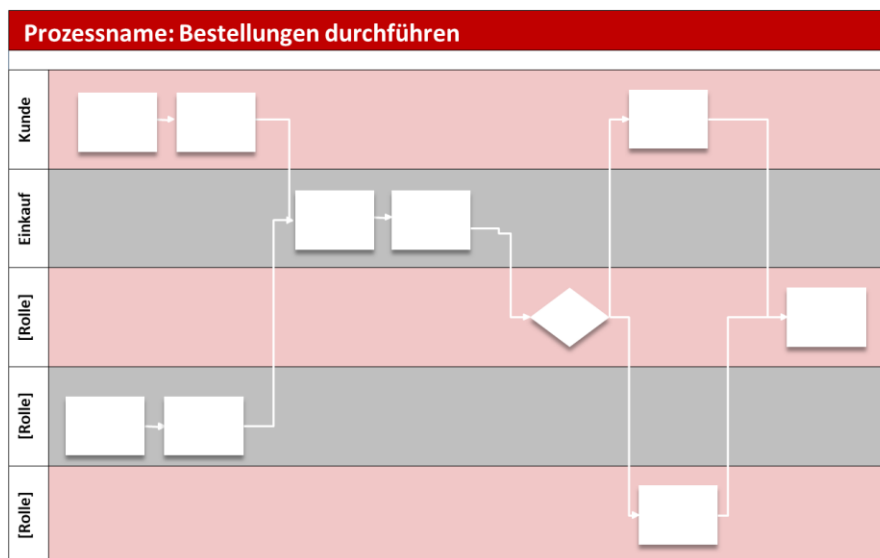 Prozessname: Bestellungen durchführen
Kunde
Einkauf
[Rolle]
[Rolle]
[Rolle]